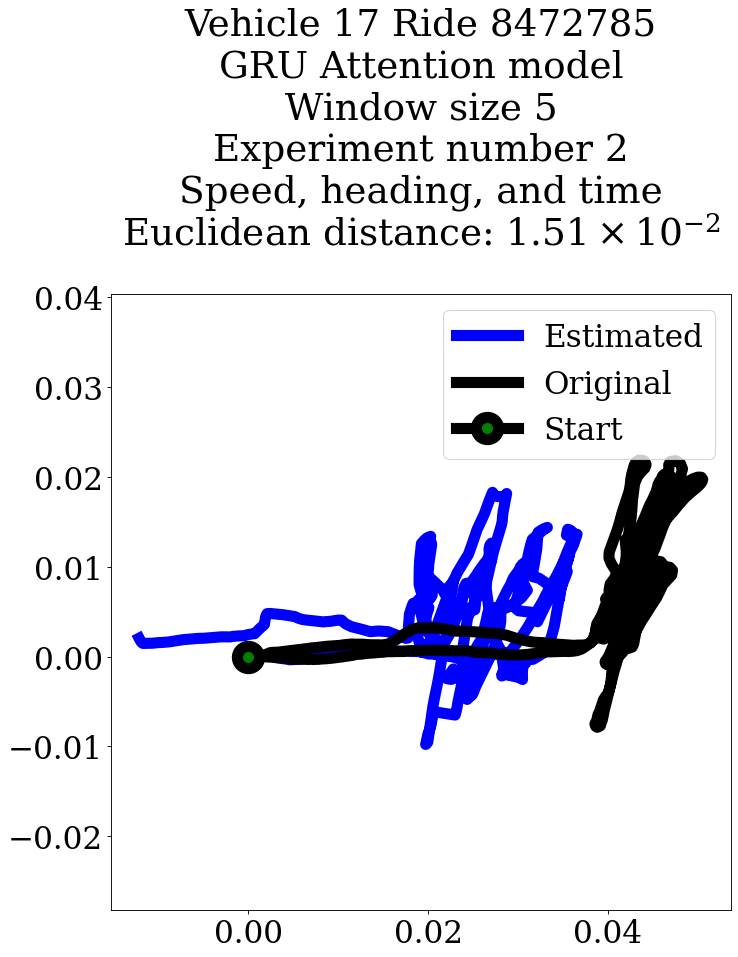 Vehicle 17 Ride 8472785
GRU Attention model
Window size 5
Experiment number 2
Speed, heading, and time
Euclidean distance: 1.51 × 10⁻²
Estimated
Original
Start
0.04
0.03
0.02
0.01
0.00
−0.01
−0.02
0.00 0.02 0.04